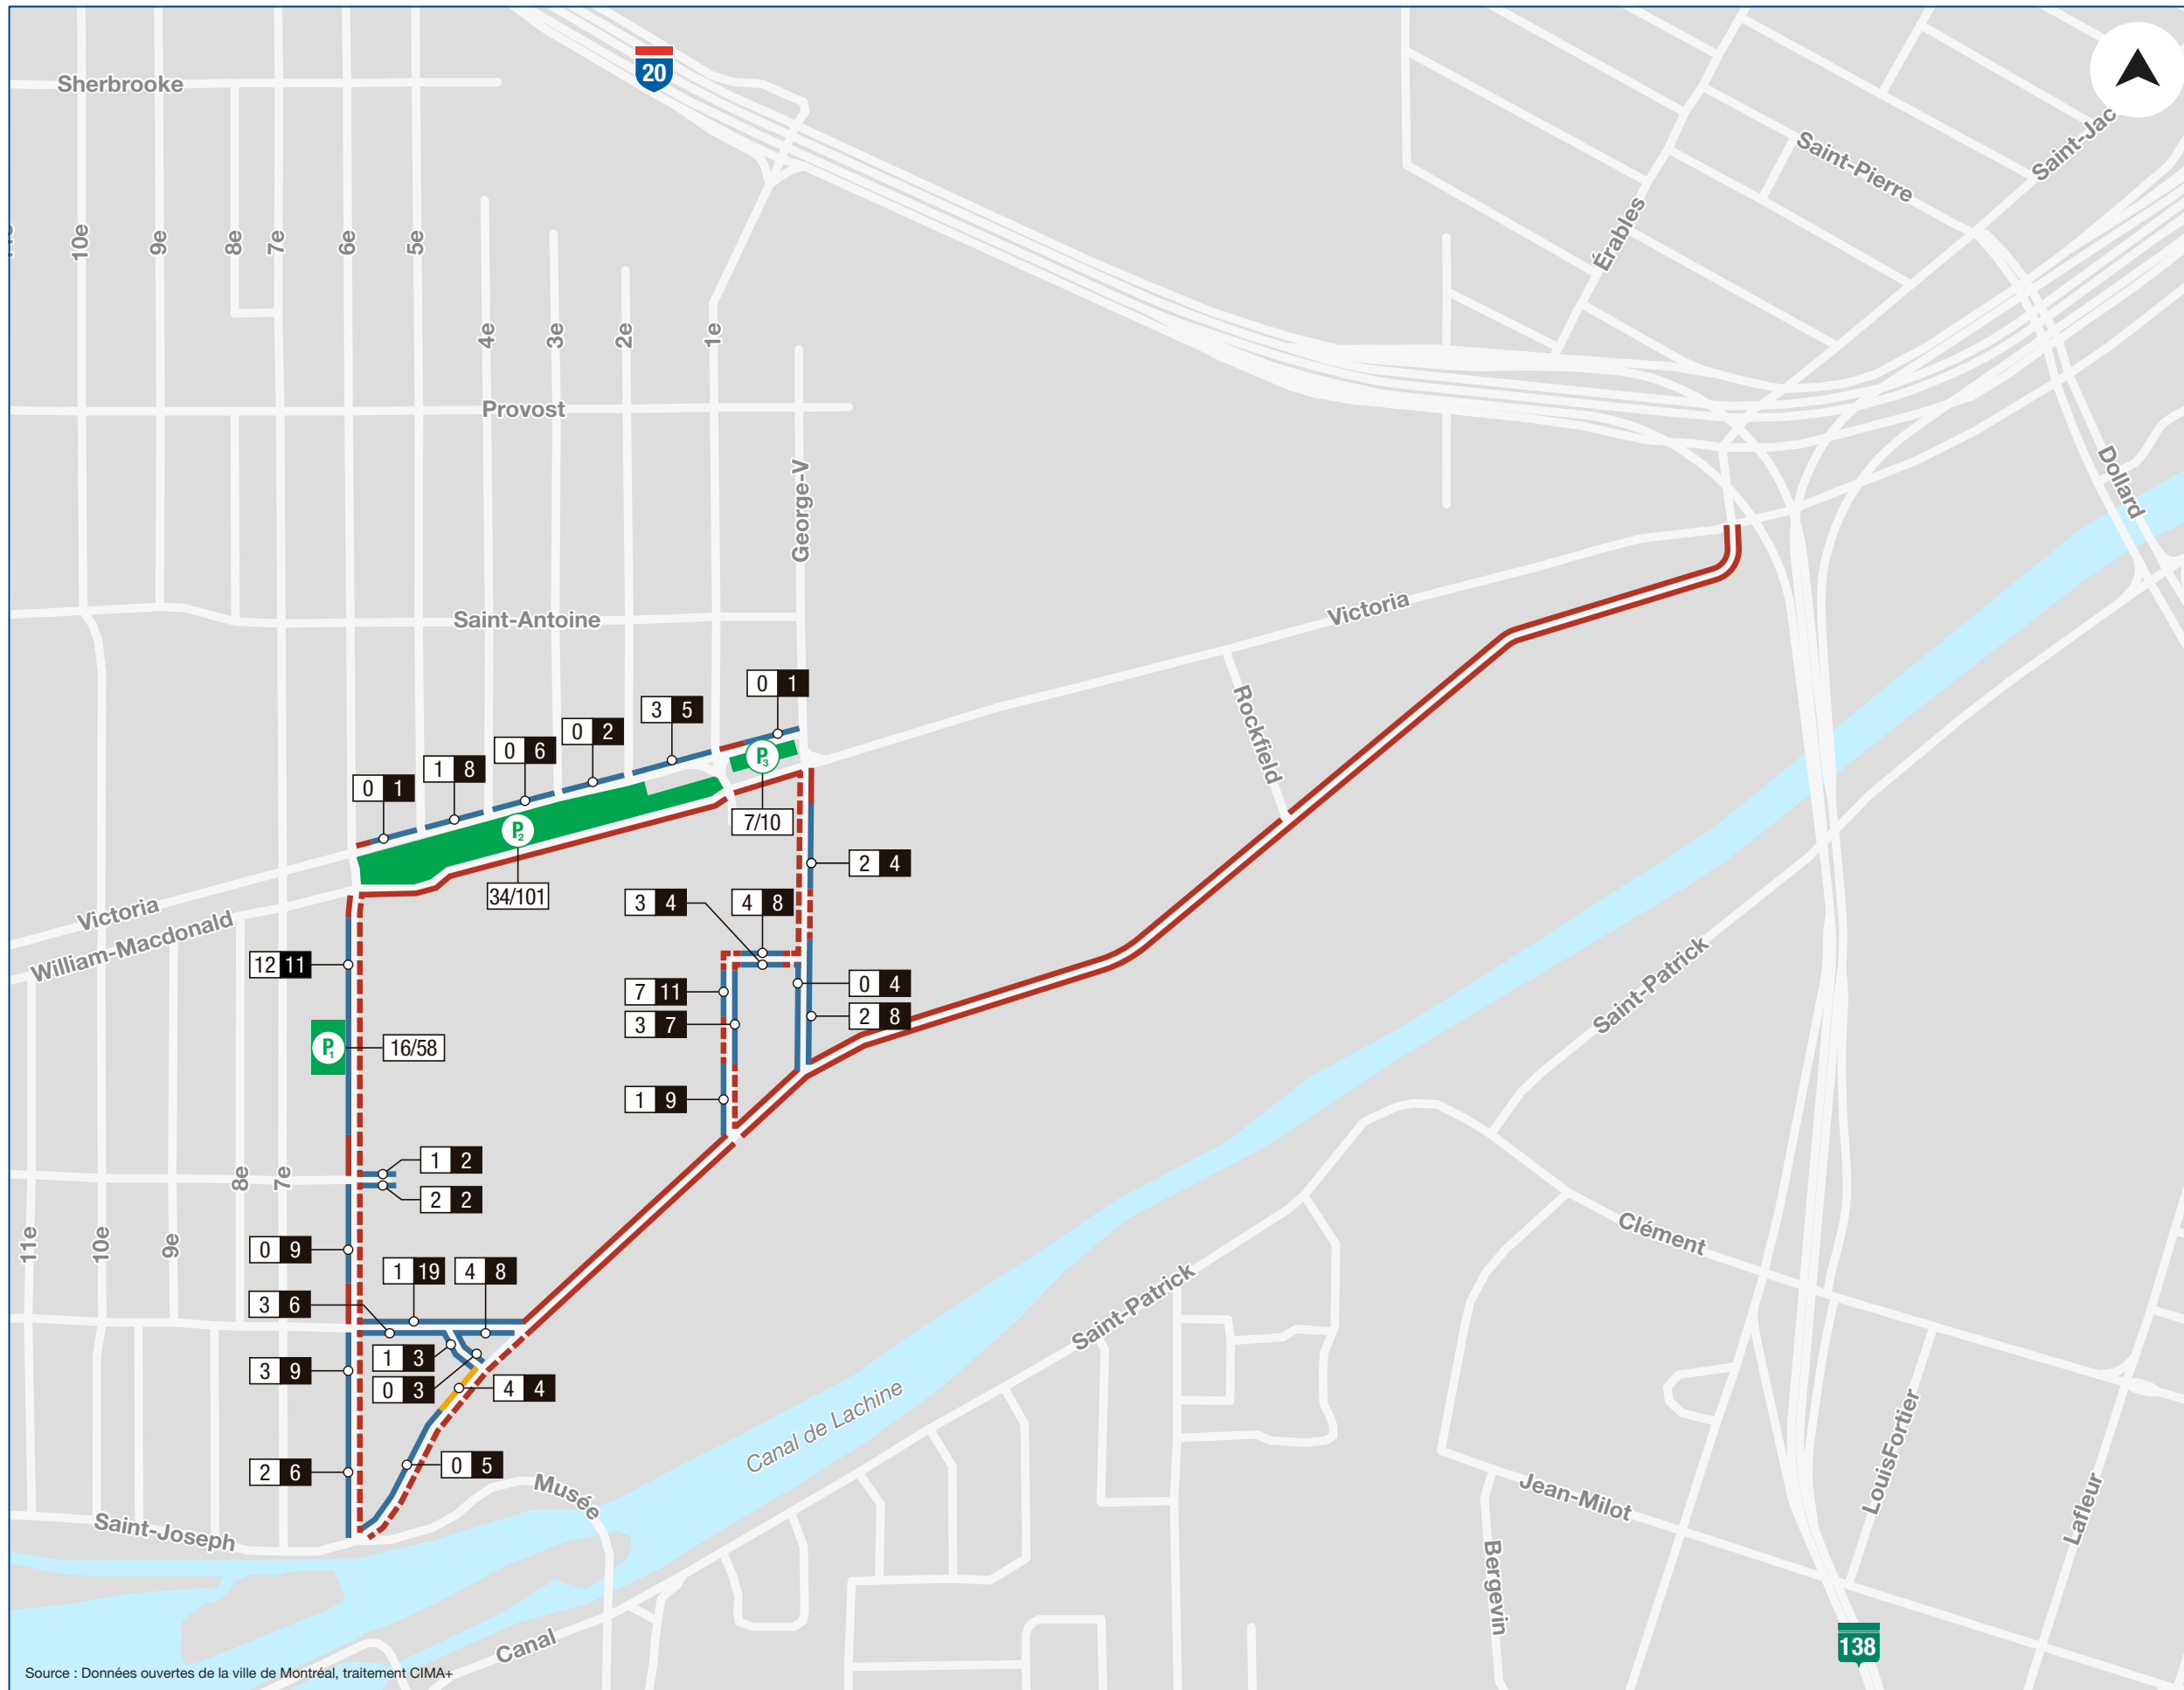 20
Sherbrooke
Saint-Jac
Saint-Pierre
Érables
10e
9e
8e
7e
6e
5e
4e
3e
2e
1e
Provost
George-V
Dollard
Saint-Antoine
Victoria
Rockfield
0 1
3 5
0 2
0 6
1 8
0 1
P3
7/10
P2
34/101
2 4
Victoria
William-Macdonald
3 4
4 8
12 11
7 11
0 4
3 7
2 8
P1
16/58
1 9
Saint-Patrick
1 2
2 2
8e
7e
11e
10e
9e
0 9
1 19
4 8
3 6
1 3
0 3
4 4
3 9
0 5
2 6
Clément
Saint-Patrick
Canal de Lachine
Musée
Saint-Joseph
Jean-Milot
LouisFortier
Lafleur
Bergevin
Canal
138
Source : Données ouvertes de la ville de Montréal, traitement CIMA+